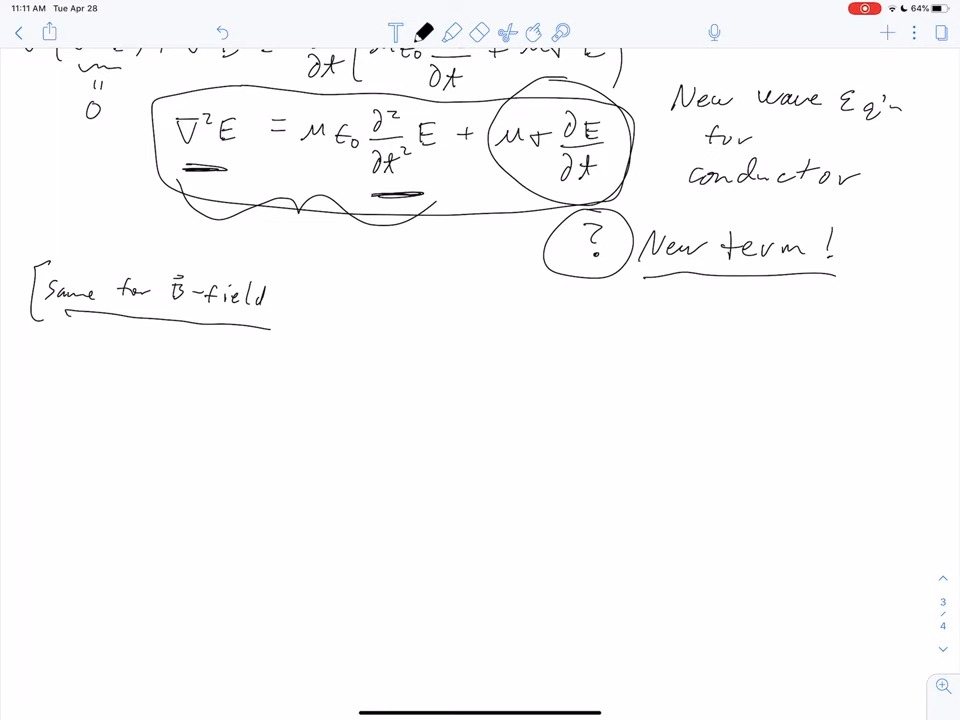 11:11 AM Tue Apr 28
64%
∂t
∂t
"
0
∇²E = μ ε₀ ∂²/∂t² E + μσ ∂E/∂t
New wave Eq'n
for
conductor
? New term!
[Same for B⃗-field
3
/
4